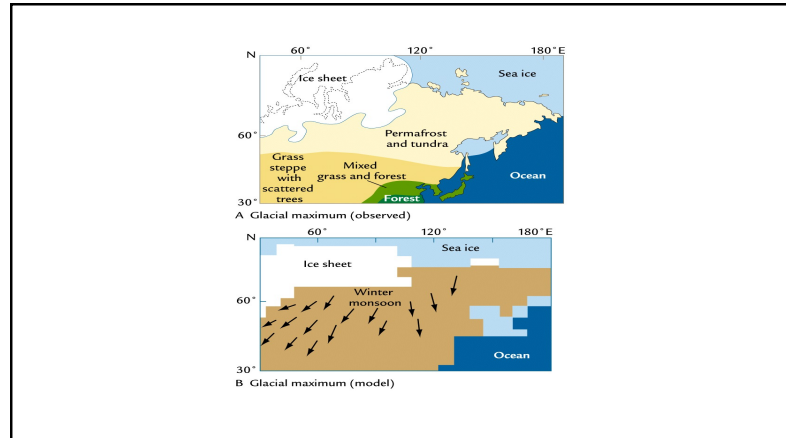 N 60° 120° 180°E
Ice sheet
Sea ice
Permafrost
and tundra
60°
Grass
steppe
with
scattered
trees
Mixed
grass and forest
Forest
Ocean
30°
A Glacial maximum (observed)
N 60° 120° 180°E
Sea ice
Ice sheet
Winter
monsoon
60°
Ocean
30°
B Glacial maximum (model)